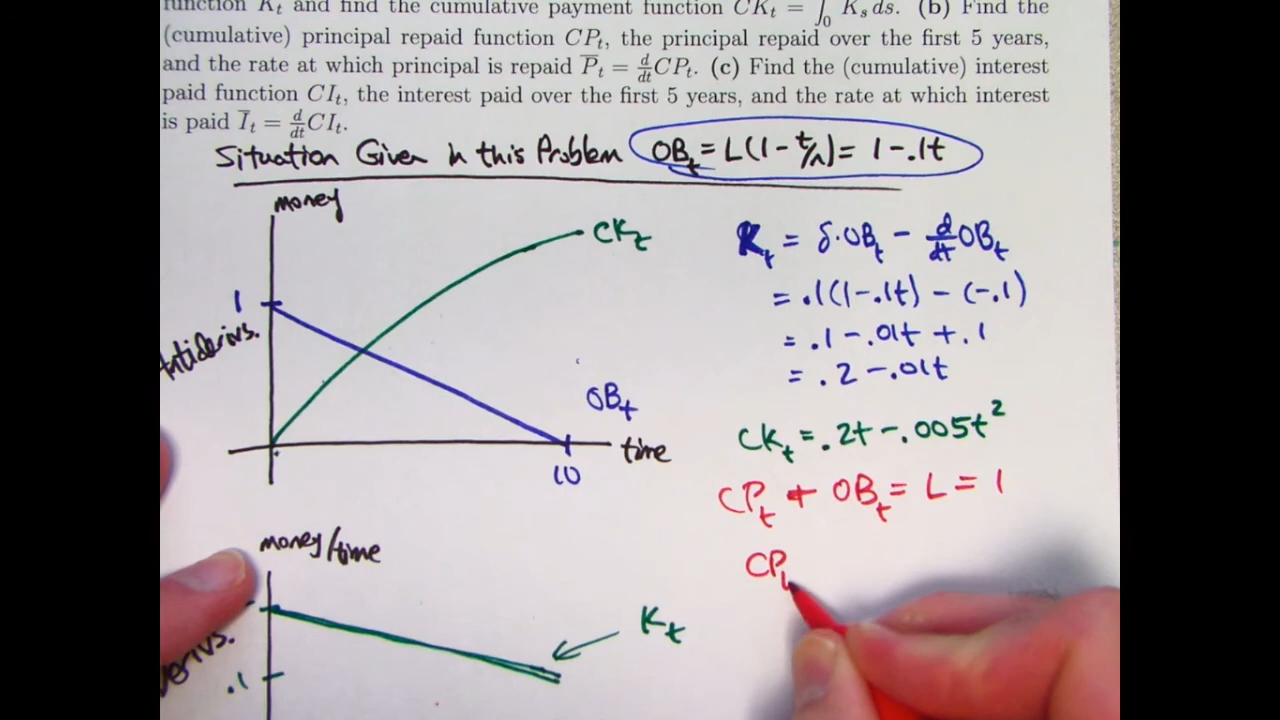 function K_t and find the cumulative payment function CK_t = ∫_0 K_s ds. (b) Find the
(cumulative) principal repaid function CP_t, the principal repaid over the first 5 years,
and the rate at which principal is repaid P̅_t = d/dt CP_t. (c) Find the (cumulative) interest
paid function CI_t, the interest paid over the first 5 years, and the rate at which interest
is paid I̅_t = d/dt CI_t.
Situation Given in this Problem OB_t = L(1 - t/n) = 1 - .1t
money
CK_t
1
Antiderivs.
OB_t
time
10
K_t = δ·OB_t - d/dt OB_t
= .1(1-.1t) - (-.1)
= .1 - .01t + .1
= .2 - .01t
CK_t = .2t - .005t²
CP_t + OB_t = L = 1
CP
money/time
K_t
.1